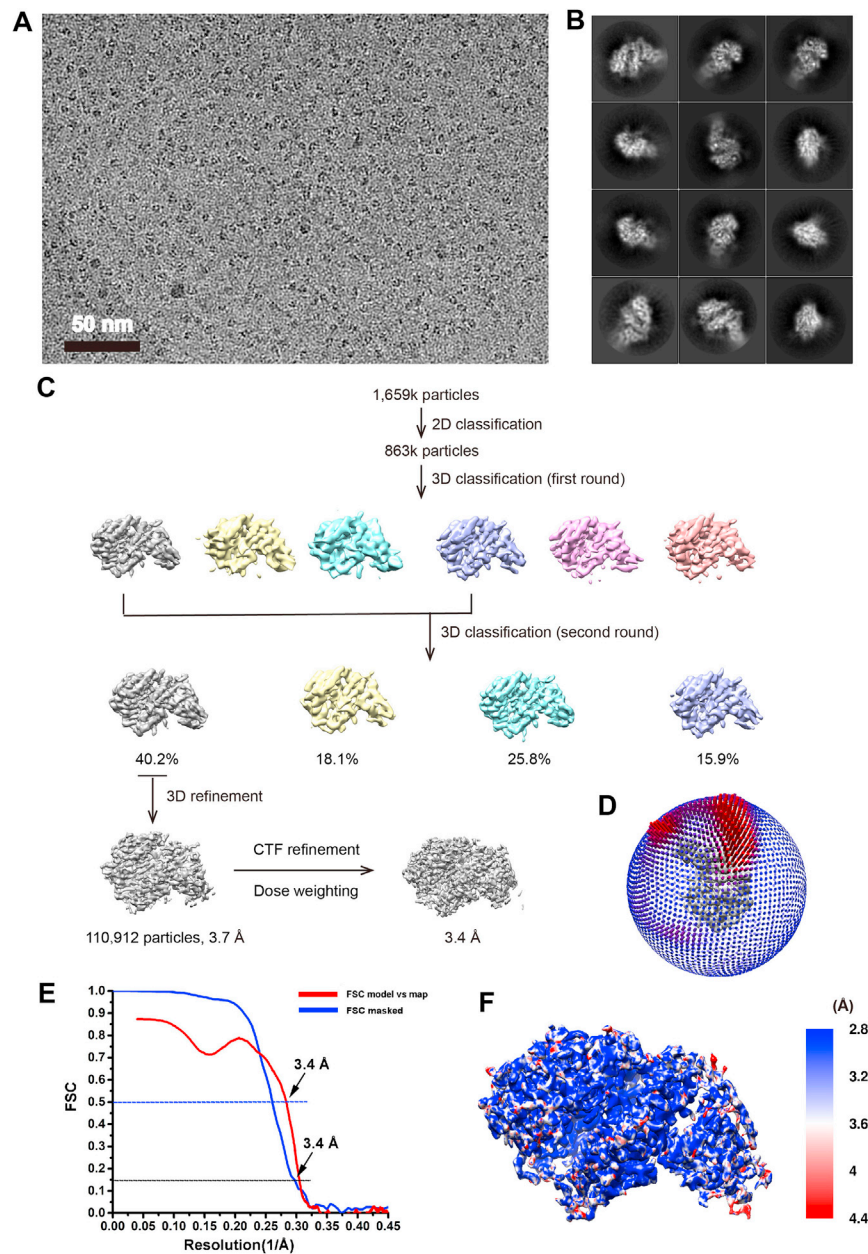 A
50 nm
B
C
1,659k particles
2D classification
863k particles
3D classification (first round)
3D classification (second round)
40.2%
18.1%
25.8%
15.9%
3D refinement
CTF refinement
Dose weighting
110,912 particles, 3.7 Å
3.4 Å
D
E
FSC model vs map
FSC masked
3.4 Å
3.4 Å
FSC
1.0
0.9
0.8
0.7
0.6
0.5
0.4
0.3
0.2
0.1
0.0
0.00 0.05 0.10 0.15 0.20 0.25 0.30 0.35 0.40 0.45
Resolution(1/Å)
F
(Å)
2.8
3.2
3.6
4
4.4